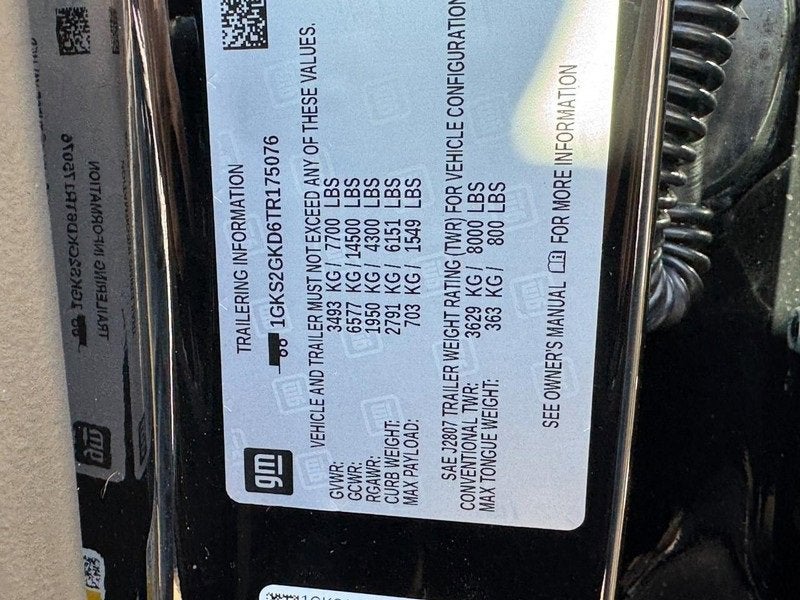 gm
TRAILERING INFORMATION
1GKS2GKD6TR175076
VEHICLE AND TRAILER MUST NOT EXCEED ANY OF THESE VALUES.
GVWR: 3493 KG / 7700 LBS
GCWR: 6577 KG / 14500 LBS
RGAWR: 1950 KG / 4300 LBS
CURB WEIGHT: 2791 KG / 6151 LBS
MAX PAYLOAD: 703 KG / 1549 LBS
SAE J2807 TRAILER WEIGHT RATING (TWR) FOR VEHICLE CONFIGURATION
CONVENTIONAL TWR: 3629 KG / 8000 LBS
MAX TONGUE WEIGHT: 363 KG / 800 LBS
SEE OWNER'S MANUAL FOR MORE INFORMATION